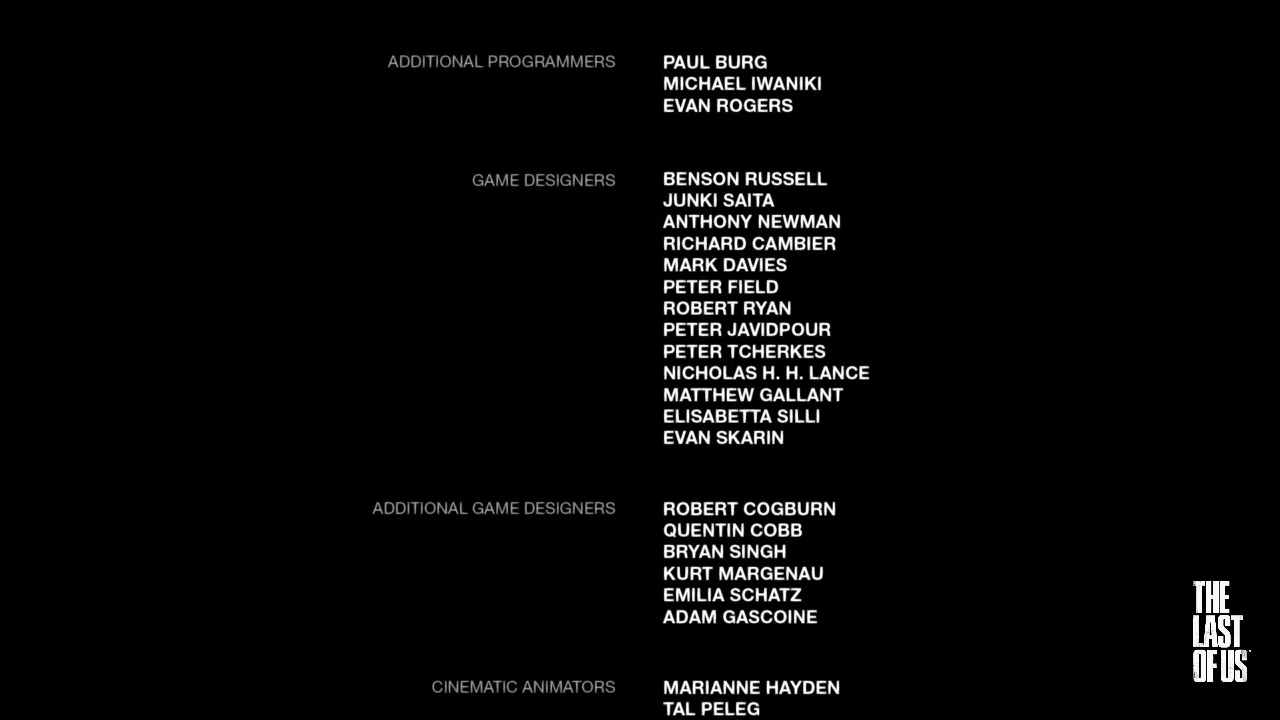 ADDITIONAL PROGRAMMERS PAUL BURG
MICHAEL IWANIKI
EVAN ROGERS
GAME DESIGNERS BENSON RUSSELL
JUNKI SAITA
ANTHONY NEWMAN
RICHARD CAMBIER
MARK DAVIES
PETER FIELD
ROBERT RYAN
PETER JAVIDPOUR
PETER TCHERKES
NICHOLAS H. H. LANCE
MATTHEW GALLANT
ELISABETTA SILLI
EVAN SKARIN
ADDITIONAL GAME DESIGNERS ROBERT COGBURN
QUENTIN COBB
BRYAN SINGH
KURT MARGENAU
EMILIA SCHATZ
ADAM GASCOINE
CINEMATIC ANIMATORS MARIANNE HAYDEN
TAL PELEG
THE
LAST
OF US